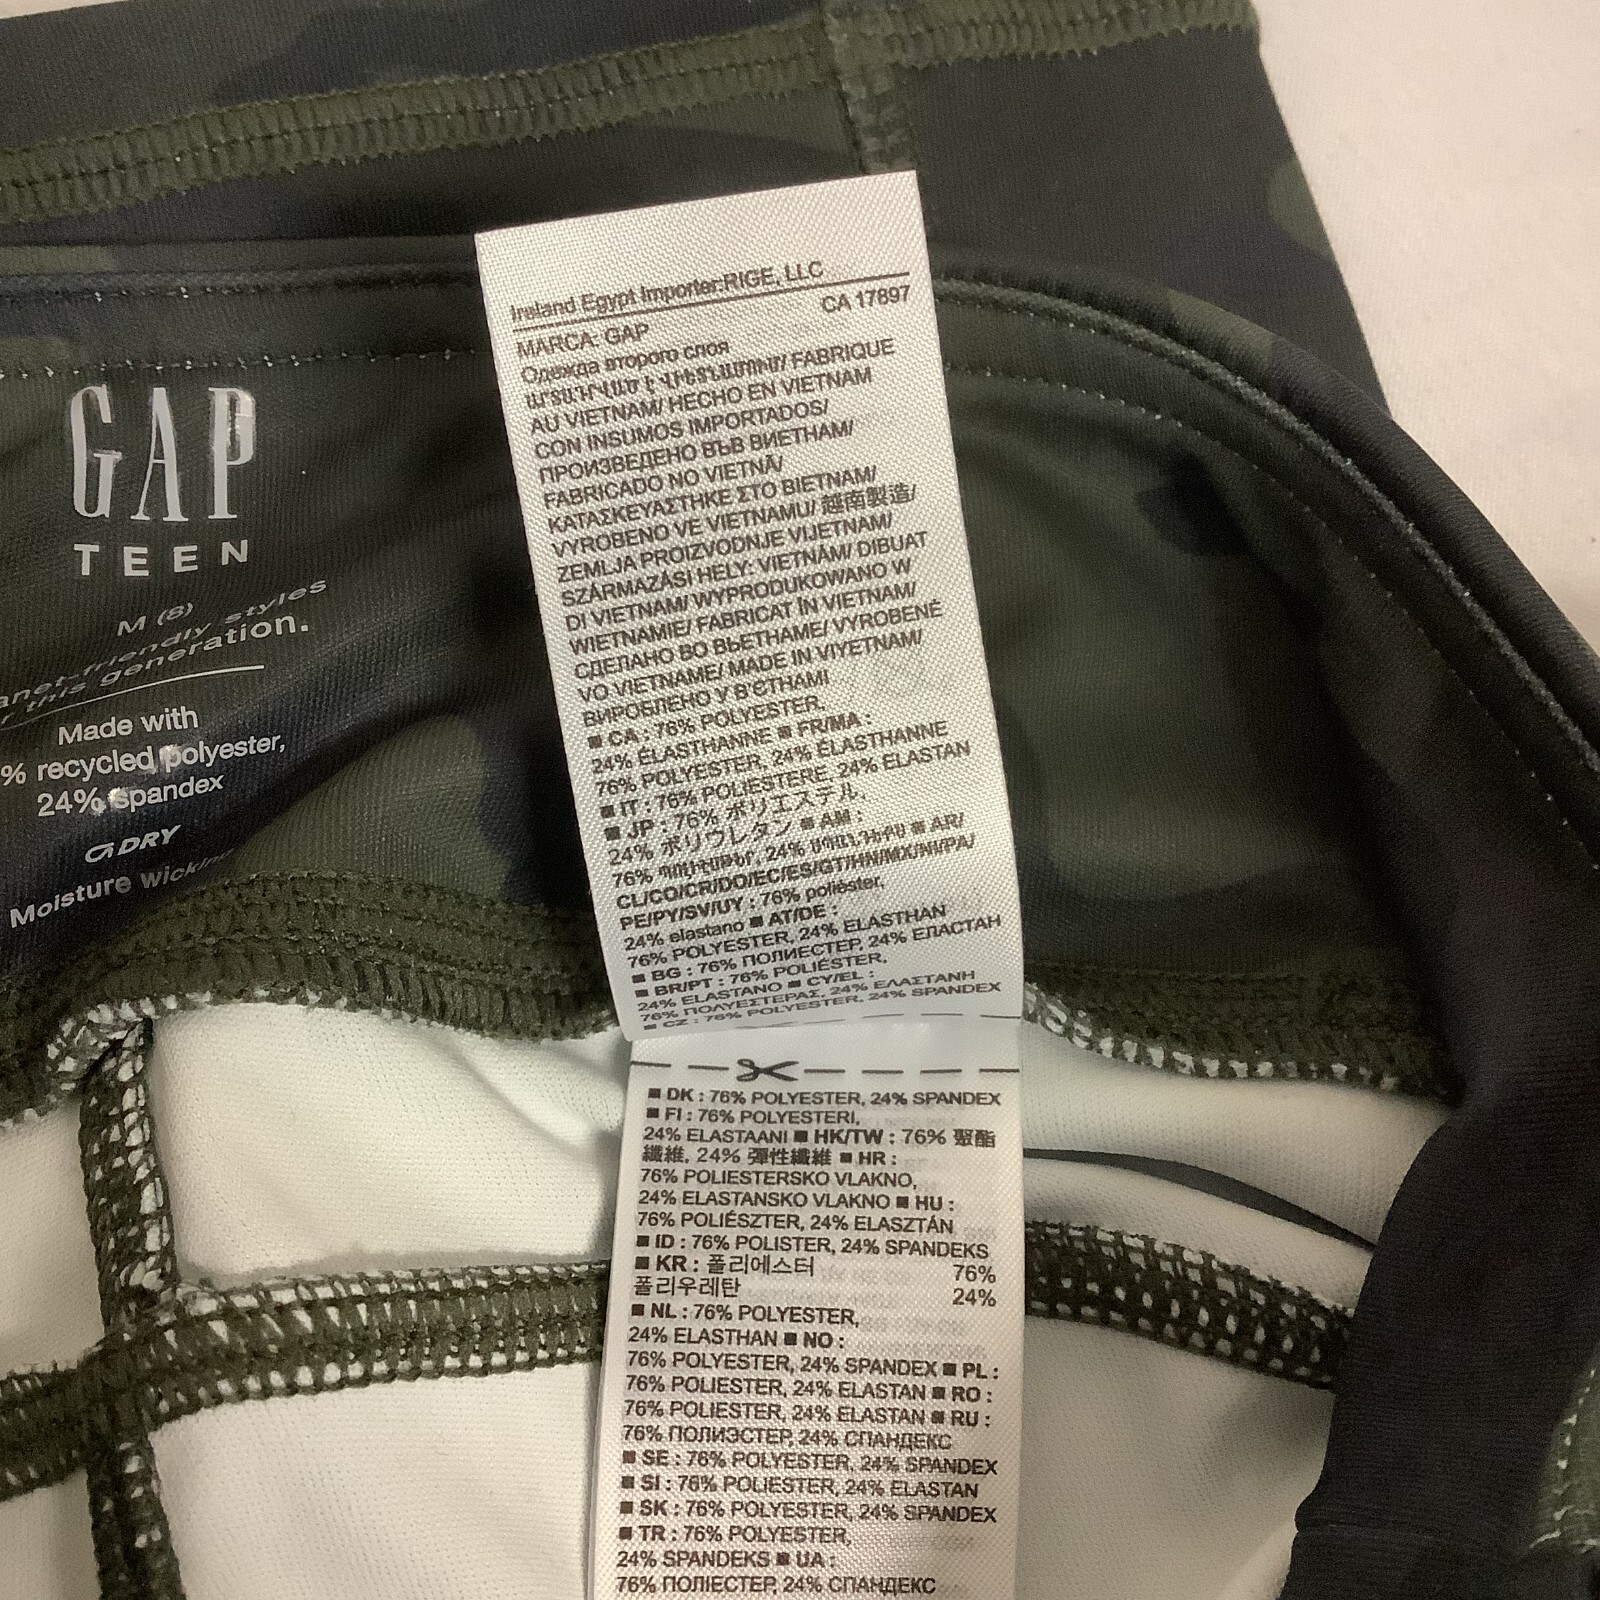 GAP
TEEN
M (8)
planet-friendly styles
for this generation.
Made with
% recycled polyester,
24% spandex
DRY
Moisture wicking
Ireland Egypt Importer:RIGE, LLC
CA 17897
MARCA: GAP
Одежда второго слоя
ԱՐՏԱԴՐՎԱԾ Է ՎԻԵՏՆԱՄՈՒՄ/ FABRIQUE
AU VIETNAM/ HECHO EN VIETNAM
CON INSUMOS IMPORTADOS/
ПРОИЗВЕДЕНО ВЪВ ВИЕТНАМ/
FABRICADO NO VIETNÃ/
ΚΑΤΑΣΚΕΥΑΣΤΗΚΕ ΣΤΟ ΒΙΕΤΝΑΜ/
VYROBENO VE VIETNAMU/ 越南製造/
ZEMLJA PROIZVODNJE VIJETNAM/
SZÁRMAZÁSI HELY: VIETNÁM/ DIBUAT
DI VIETNAM/ WYPRODUKOWANO W
WIETNAMIE/ FABRICAT ÎN VIETNAM/
СДЕЛАНО ВО ВЬЕТНАМЕ/ VYROBENÉ
VO VIETNAME/ MADE IN VIYETNAM/
ВИРОБЛЕНО У В'ЄТНАМІ
■ CA : 76% POLYESTER,
24% ÉLASTHANNE ■ FR/MA :
76% POLYESTER, 24% ÉLASTHANNE
■ IT : 76% POLIESTERE, 24% ELASTAN
■ JP : 76% ポリエステル,
24% ポリウレタン ■ AM :
76% Պոլիեսթեր, 24% ՍՊԱՆԴԵՔՍ ■ AR/
CL/CO/CR/DO/EC/ES/GT/HN/MX/NI/PA/
PE/PY/SV/UY : 76% poliéster,
24% elastano ■ AT/DE :
76% POLYESTER, 24% ELASTHAN
■ BG : 76% ПОЛИЕСТЕР, 24% ЕЛАСТАН
■ BR/PT : 76% POLIÉSTER,
24% ELASTANO ■ CY/EL :
76% ΠΟΛΥΕΣΤΕΡΑΣ, 24% ΕΛΑΣΤΑΝΗ
■ CZ : 76% POLYESTER, 24% SPANDEX
■ DK : 76% POLYESTER, 24% SPANDEX
■ FI : 76% POLYESTERI,
24% ELASTAANI ■ HK/TW : 76% 聚酯
纖維, 24% 彈性纖維 ■ HR :
76% POLIESTERSKO VLAKNO,
24% ELASTANSKO VLAKNO ■ HU :
76% POLIÉSZTER, 24% ELASZTÁN
■ ID : 76% POLISTER, 24% SPANDEKS
■ KR : 폴리에스터 76%
폴리우레탄 24%
■ NL : 76% POLYESTER,
24% ELASTHAN ■ NO :
76% POLYESTER, 24% SPANDEX ■ PL :
76% POLIESTER, 24% ELASTAN ■ RO :
76% POLIESTER, 24% ELASTAN ■ RU :
76% ПОЛИЭСТЕР, 24% СПАНДЕКС
■ SE : 76% POLYESTER, 24% SPANDEX
■ SI : 76% POLIESTER, 24% ELASTAN
■ SK : 76% POLYESTER, 24% SPANDEX
■ TR : 76% POLYESTER,
24% SPANDEKS ■ UA :
76% ПОЛІЕСТЕР, 24% СПАНДЕКС